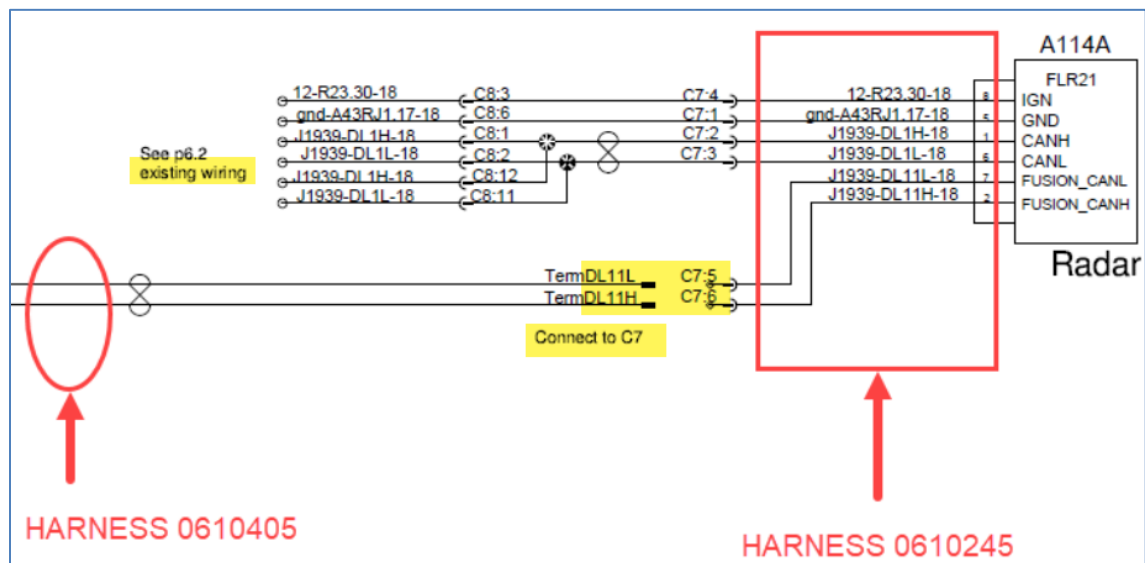 A114A
FLR21
12-R23.30-18 C8:3 C7:4 12-R23.30-18 8 IGN
gnd-A43RJ1.17-18 C8:6 C7:1 gnd-A43RJ1.17-18 5 GND
J1939-DL1H-18 C8:1 C7:2 J1939-DL1H-18 1 CANH
J1939-DL1L-18 C8:2 C7:3 J1939-DL1L-18 6 CANL
J1939-DL1H-18 C8:12 J1939-DL11L-18 7 FUSION_CANL
J1939-DL1L-18 C8:11 J1939-DL11H-18 2 FUSION_CANH
See p6.2
existing wiring
Radar
TermDL11L C7:5
TermDL11H C7:6
Connect to C7
HARNESS 0610405
HARNESS 0610245